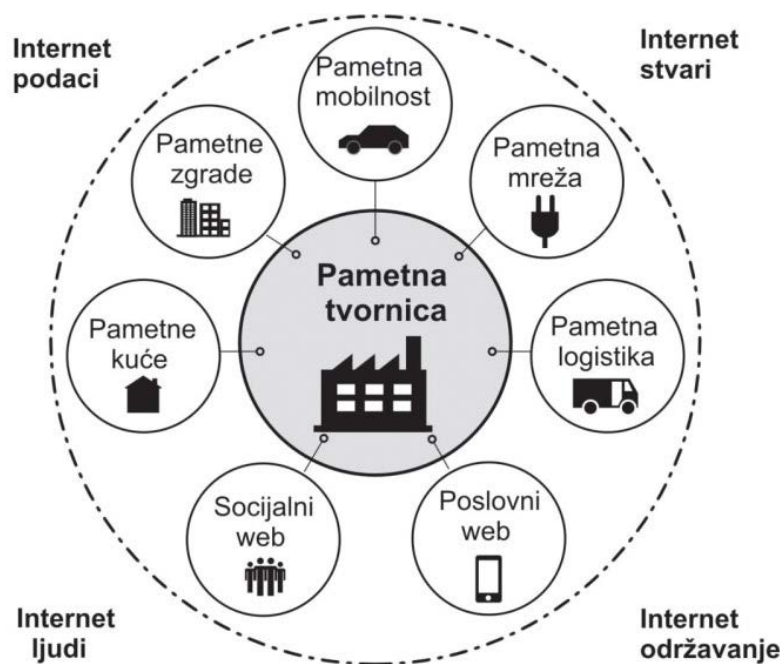 Internet
podaci
Internet
stvari
Pametna
mobilnost
Pametne
zgrade
Pametna
mreža
Pametna
tvornica
Pametne
kuće
Pametna
logistika
Socijalni
web
Poslovni
web
Internet
ljudi
Internet
održavanje